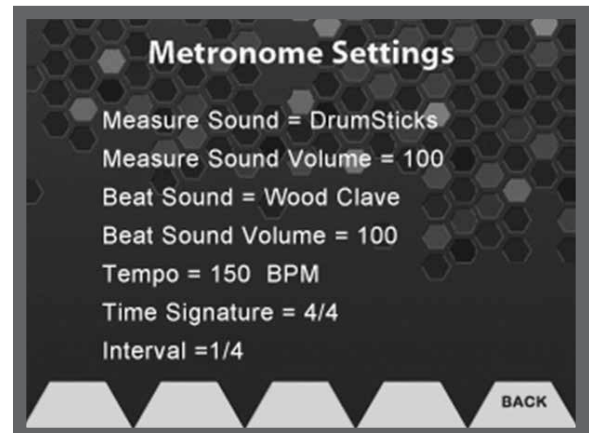 Metronome Settings
Measure Sound = DrumSticks
Measure Sound Volume = 100
Beat Sound = Wood Clave
Beat Sound Volume = 100
Tempo = 150  BPM
Time Signature = 4/4
Interval =1/4
BACK